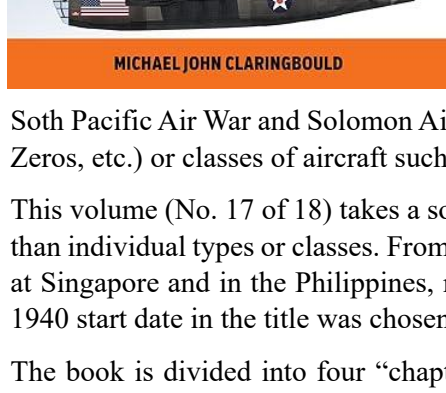 MICHAEL JOHN CLARINGBOULD
Soth Pacific Air War and Solomon Ai
Zeros, etc.) or classes of aircraft such
This volume (No. 17 of 18) takes a so
than individual types or classes. From
at Singapore and in the Philippines,
1940 start date in the title was chosen
The book is divided into four “chapt